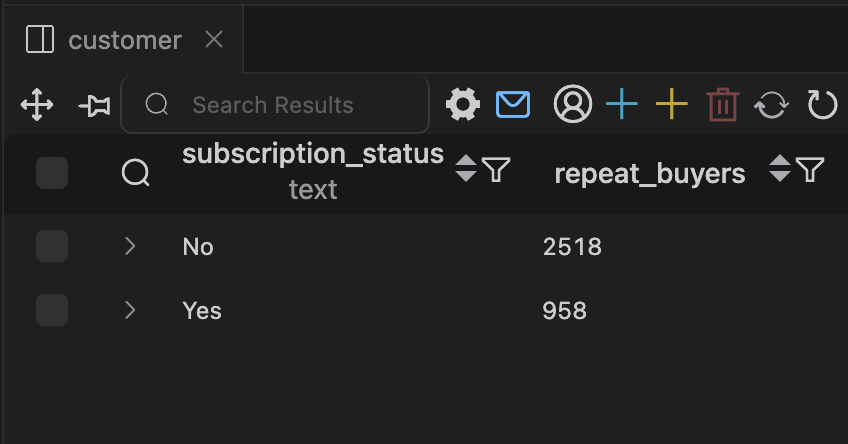 customer
Search Results
subscription_status
text
repeat_buyers
No 2518
Yes 958